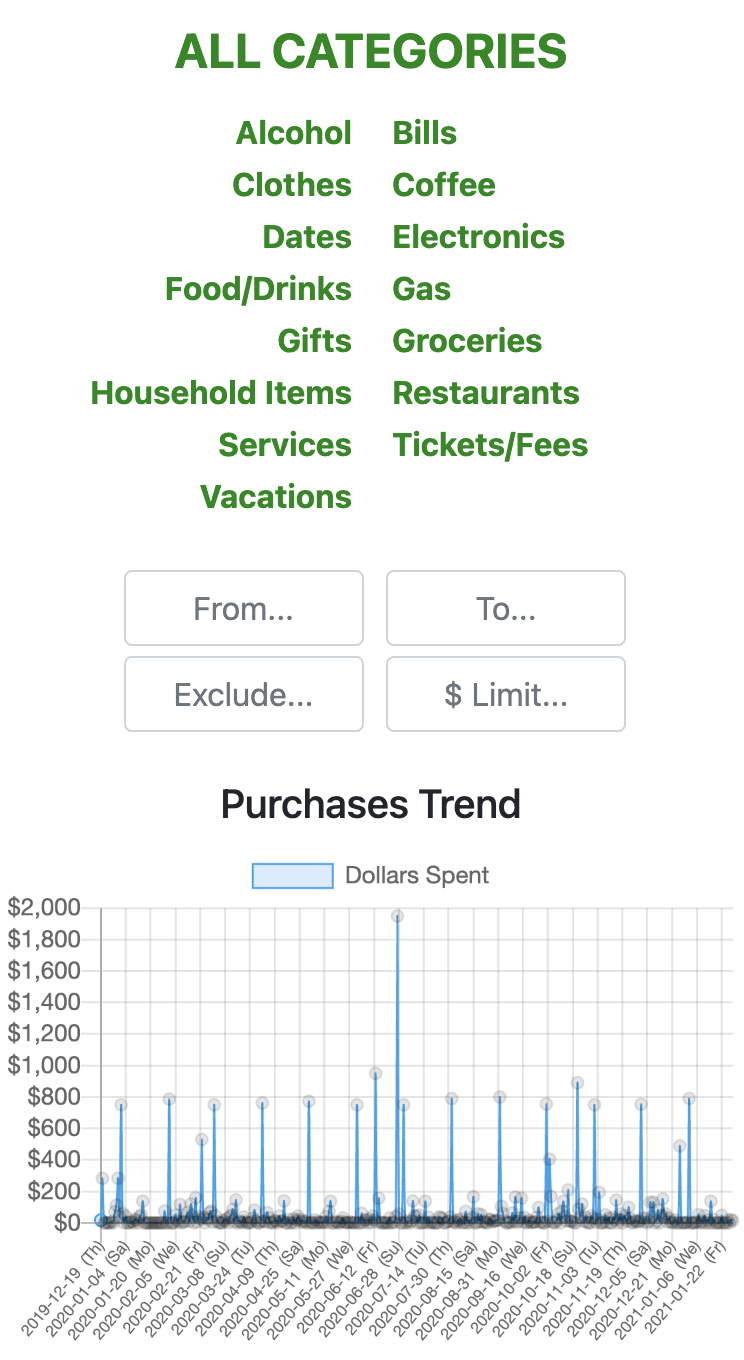 ALL CATEGORIES
Alcohol Bills
Clothes Coffee
Dates Electronics
Food/Drinks Gas
Gifts Groceries
Household Items Restaurants
Services Tickets/Fees
Vacations
From... To...
Exclude... $ Limit...
Purchases Trend
Dollars Spent
$2,000
$1,800
$1,600
$1,400
$1,200
$1,000
$800
$600
$400
$200
$0
2019-12-19 (Th)
2020-01-04 (Sa)
2020-01-20 (Mo)
2020-02-05 (We)
2020-02-21 (Fr)
2020-03-08 (Su)
2020-03-24 (Tu)
2020-04-09 (Th)
2020-04-25 (Sa)
2020-05-11 (Mo)
2020-05-27 (We)
2020-06-12 (Fr)
2020-06-28 (Su)
2020-07-14 (Tu)
2020-07-30 (Th)
2020-08-15 (Sa)
2020-08-31 (Mo)
2020-09-16 (We)
2020-10-02 (Fr)
2020-10-18 (Su)
2020-11-03 (Tu)
2020-11-19 (Th)
2020-12-05 (Sa)
2020-12-21 (Mo)
2021-01-06 (We)
2021-01-22 (Fr)